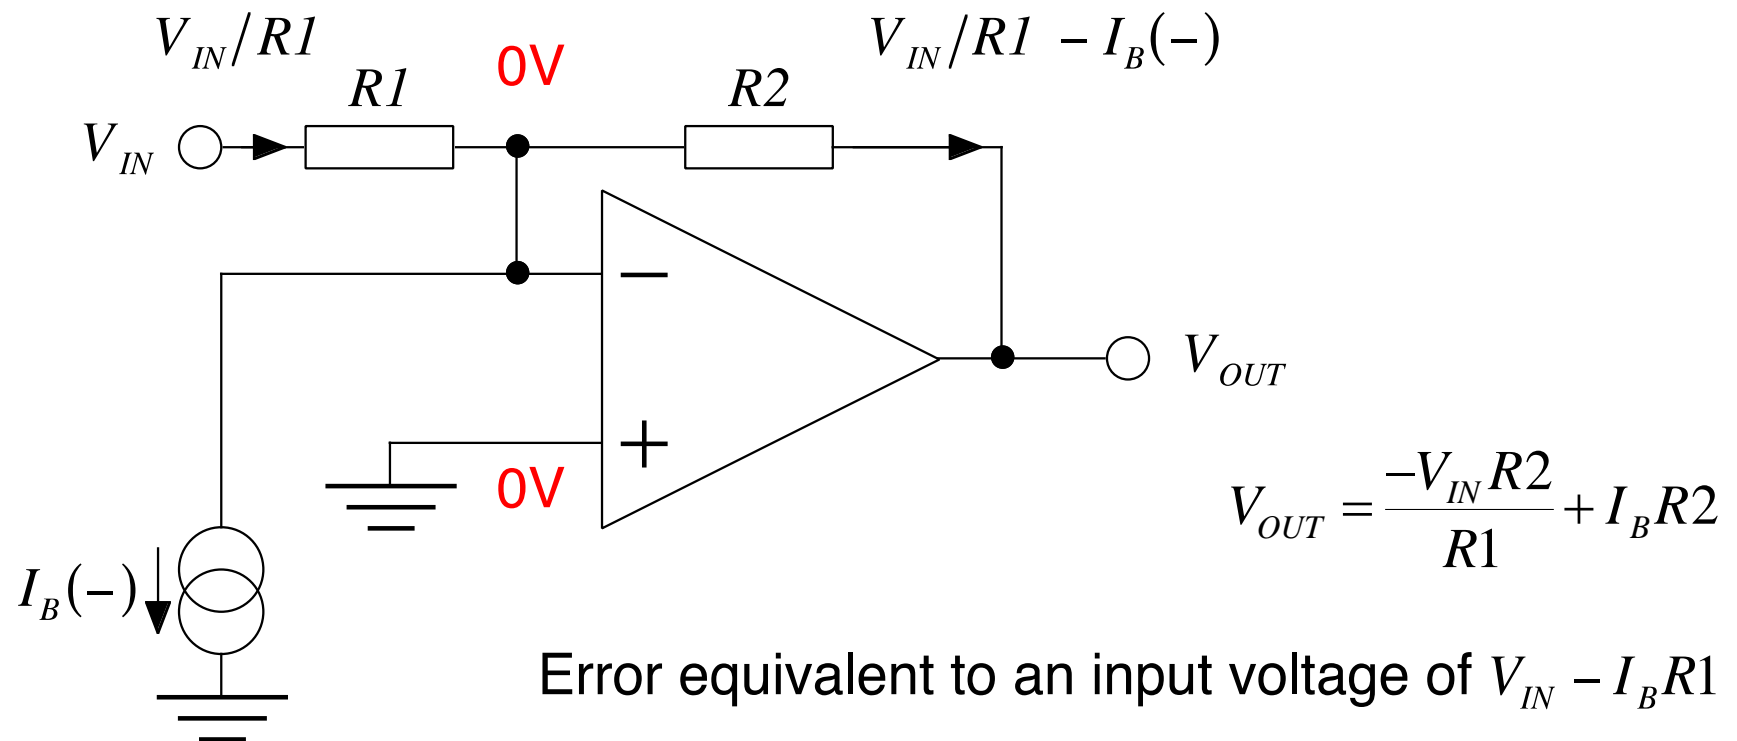 V_IN/R1
0V
V_IN/R1 − I_B(−)
R1
R2
V_IN
−
V_OUT
+
0V
V_OUT = −V_IN R2 / R1 + I_B R2
I_B(−)
Error equivalent to an input voltage of V_IN − I_B R1